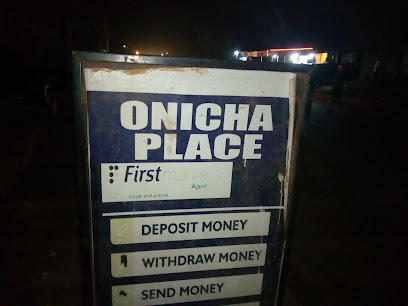 ONICHA
PLACE
Firstmonie
Agent
DEPOSIT MONEY
WITHDRAW MONEY
SEND MONEY